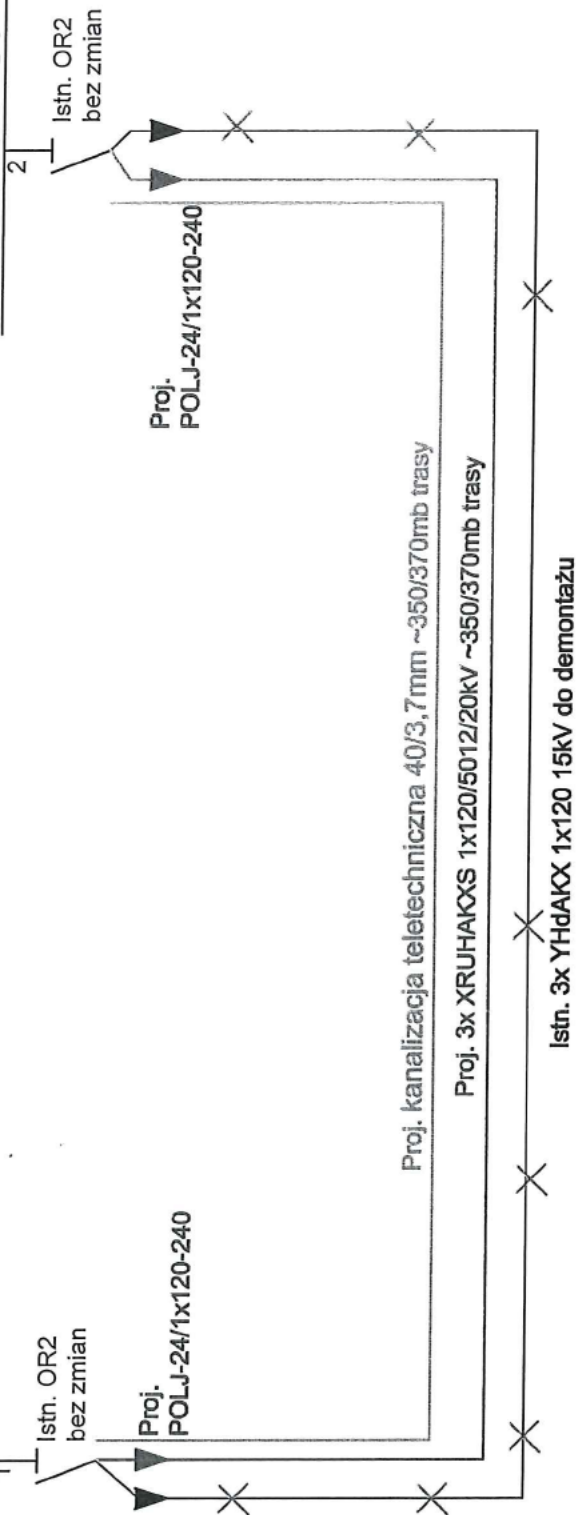 2
Istn. OR2
bez zmian
Proj.
POLJ-24/1x120-240
Proj. kanalizacja teletechniczna 40/3,7mm ~350/370mb trasy
Proj. 3x XRUHAKXS 1x120/5012/20kV ~350/370mb trasy
Istn. 3x YHdAKX 1x120 15kV do demontażu
Istn. OR2
bez zmian
Proj.
POLJ-24/1x120-240